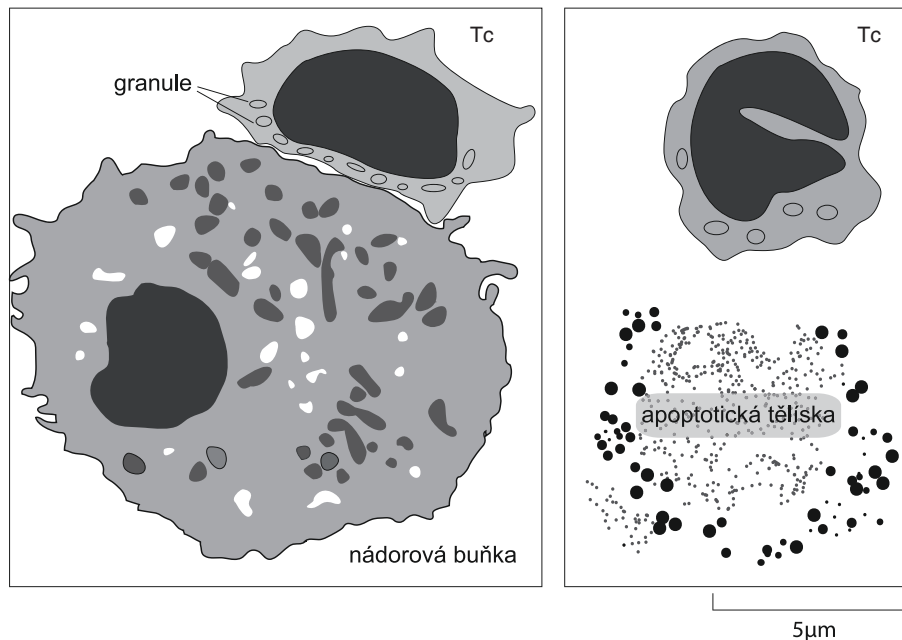 Tc
granule
nádorová buňka
Tc
apoptotická tělíska
5μm